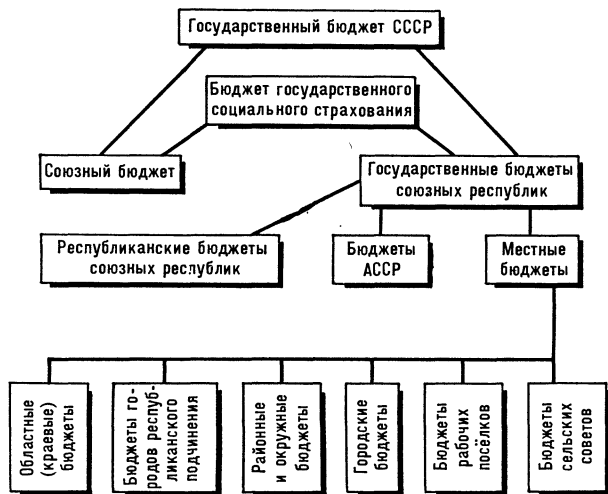 Государственный бюджет СССР
Бюджет государственного
социального страхования
Союзный бюджет
Государственные бюджеты
союзных республик
Республиканские бюджеты
союзных республик
Бюджеты
АССР
Местные
бюджеты
Областные
(краевые)
бюджеты
Бюджеты го-
родов респуб-
ликанского
подчинения
Районные
и окружные
бюджеты
Городские
бюджеты
Бюджеты
рабочих
посёлков
Бюджеты
сельских
советов